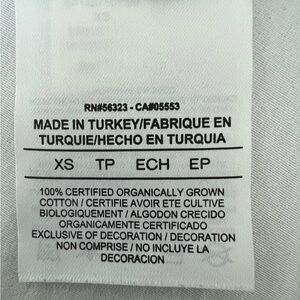 RN#56323 - CA#05553
MADE IN TURKEY/FABRIQUE EN
TURQUIE/HECHO EN TURQUIA
XS TP ECH EP
100% CERTIFIED ORGANICALLY GROWN
COTTON / CERTIFIE AVOIR ETE CULTIVE
BIOLOGIQUEMENT / ALGODON CRECIDO
ORGANICAMENTE CERTIFICADO
EXCLUSIVE OF DECORATION / DECORATION
NON COMPRISE / NO INCLUYE LA
DECORACION